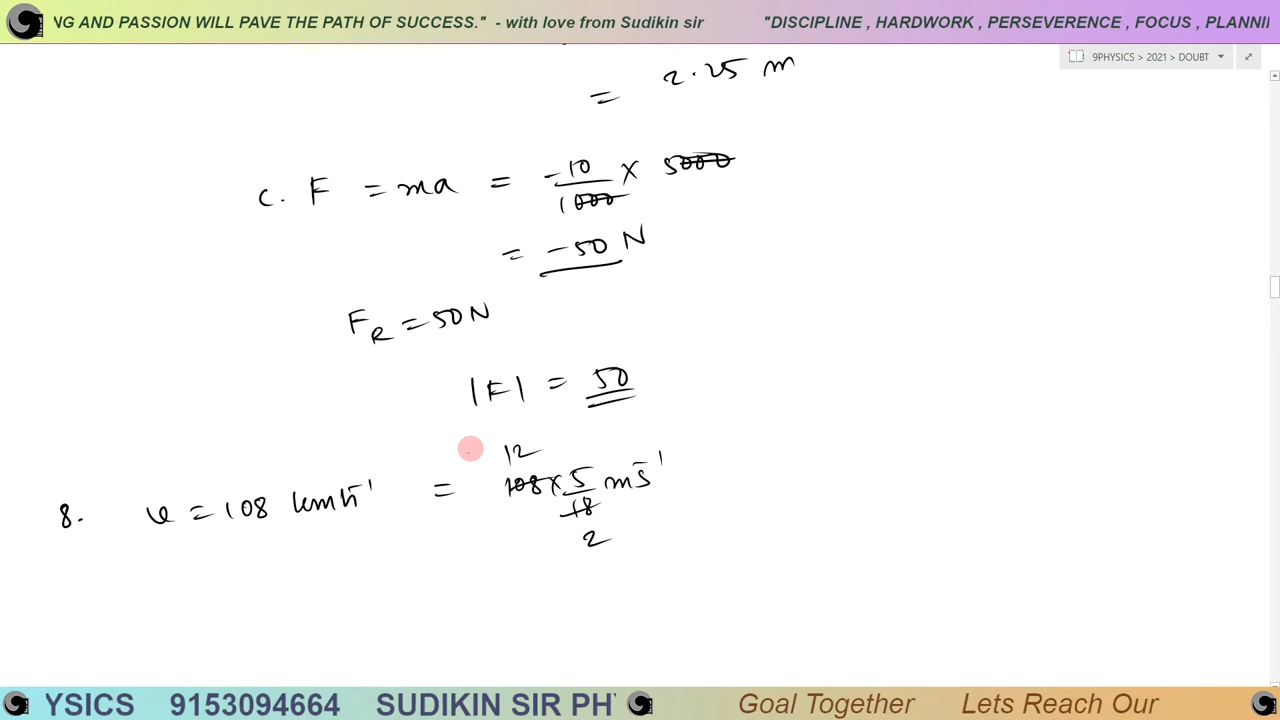 NG AND PASSION WILL PAVE THE PATH OF SUCCESS." - with love from Sudikin sir "DISCIPLINE , HARDWORK , PERSEVERENCE , FOCUS , PLANNI
9PHYSICS > 2021 > DOUBT
= 2.25 m
c. F = ma = -10/1000 × 5000
= -50 N
F_R = 50 N
|F| = 50
12
8. u = 108 kmh⁻¹ = 108 × 5/18 ms⁻¹
2
YSICS 9153094664 SUDIKIN SIR PHY Goal Together Lets Reach Our